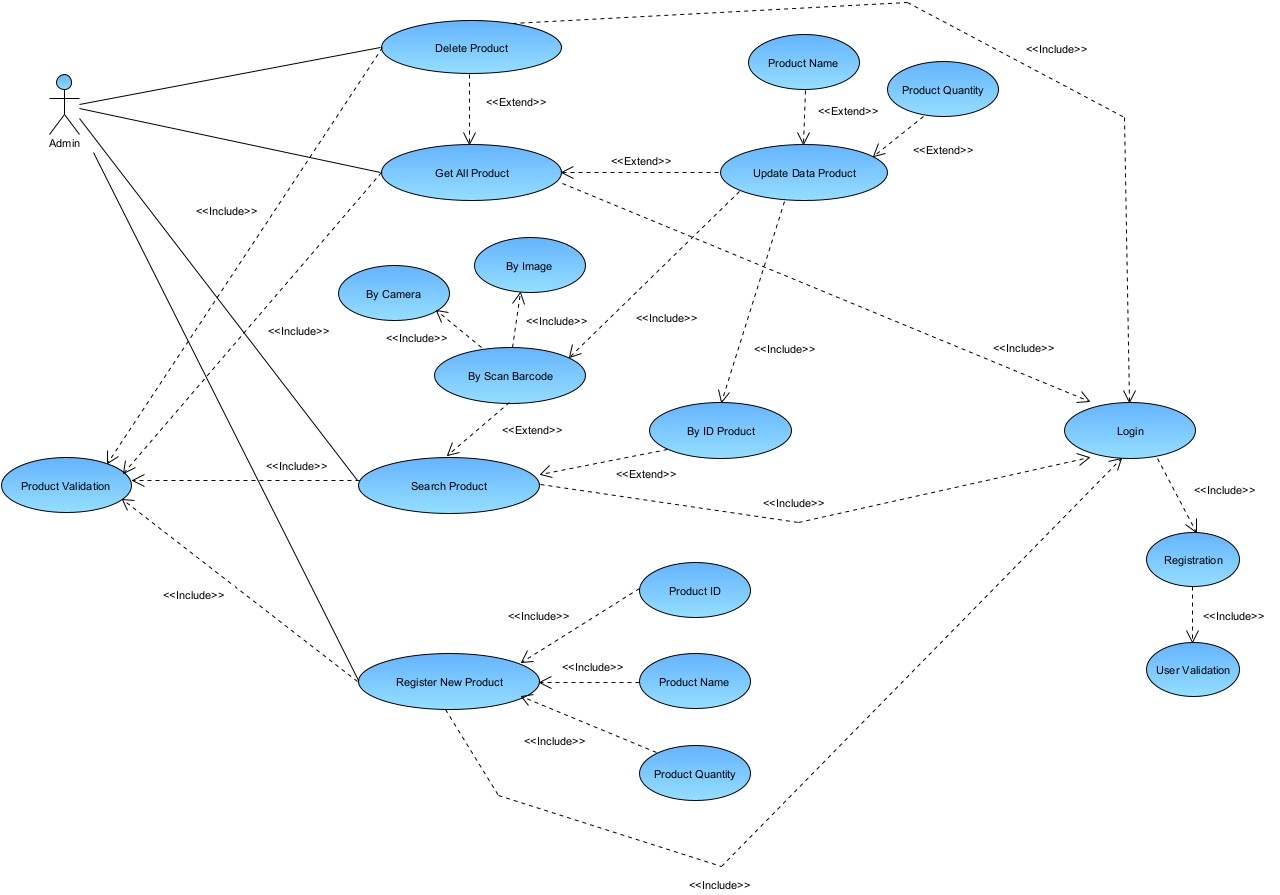 Delete Product
<<Include>>
Product Name
Product Quantity
<<Extend>>
<<Extend>>
Admin
<<Extend>>
<<Extend>>
Get All Product
Update Data Product
<<Include>>
By Image
By Camera
<<Include>>
<<Include>>
<<Include>>
<<Include>>
<<Include>>
<<Include>>
By Scan Barcode
<<Extend>>
By ID Product
Login
<<Include>>
<<Extend>>
Product Validation
Search Product
<<Include>>
<<Include>>
Registration
Product ID
<<Include>>
<<Include>>
<<Include>>
<<Include>>
User Validation
Register New Product
Product Name
<<Include>>
Product Quantity
<<Include>>